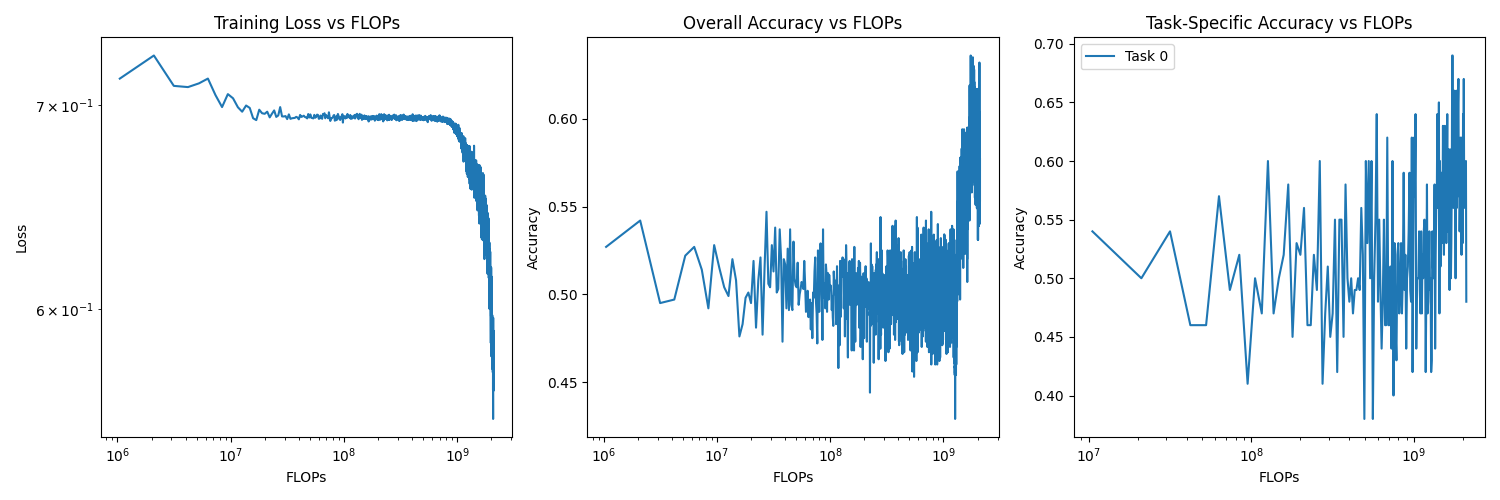 Training Loss vs FLOPs
Loss
7 × 10⁻¹
6 × 10⁻¹
10⁶ 10⁷ 10⁸ 10⁹
FLOPs
Overall Accuracy vs FLOPs
Accuracy
0.60
0.55
0.50
0.45
10⁶ 10⁷ 10⁸ 10⁹
FLOPs
Task-Specific Accuracy vs FLOPs
Task 0
Accuracy
0.70
0.65
0.60
0.55
0.50
0.45
0.40
10⁷ 10⁸ 10⁹
FLOPs